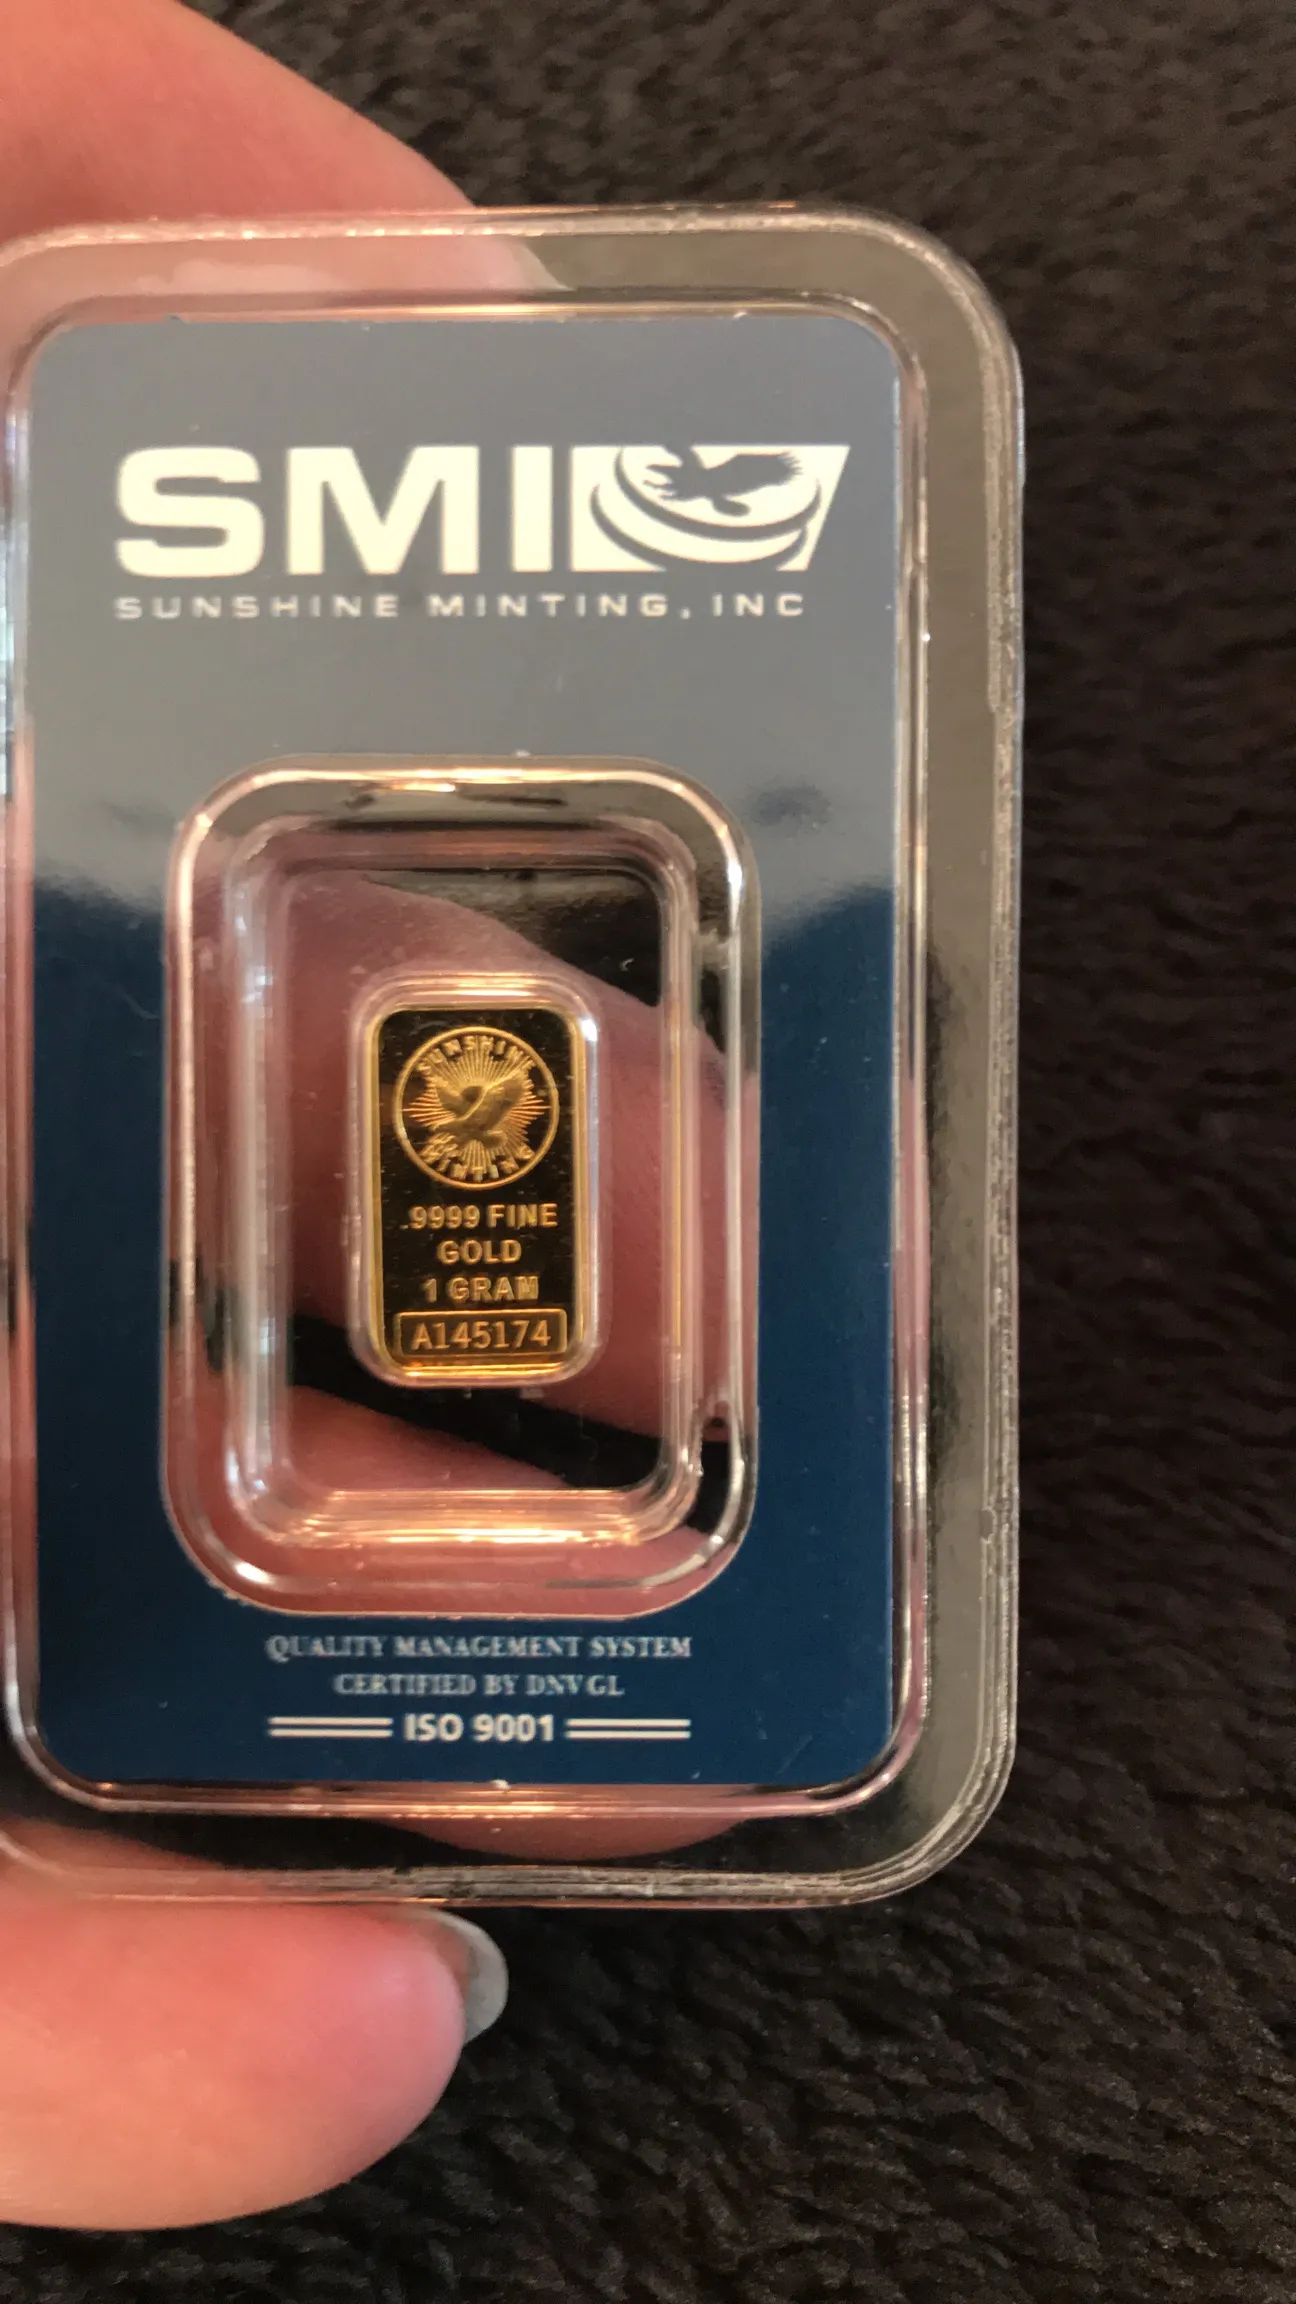 SMI
SUNSHINE MINTING, INC
SUNSHINE
MINTING
.9999 FINE
GOLD
1 GRAM
A145174
QUALITY MANAGEMENT SYSTEM
CERTIFIED BY DNVGL
ISO 9001